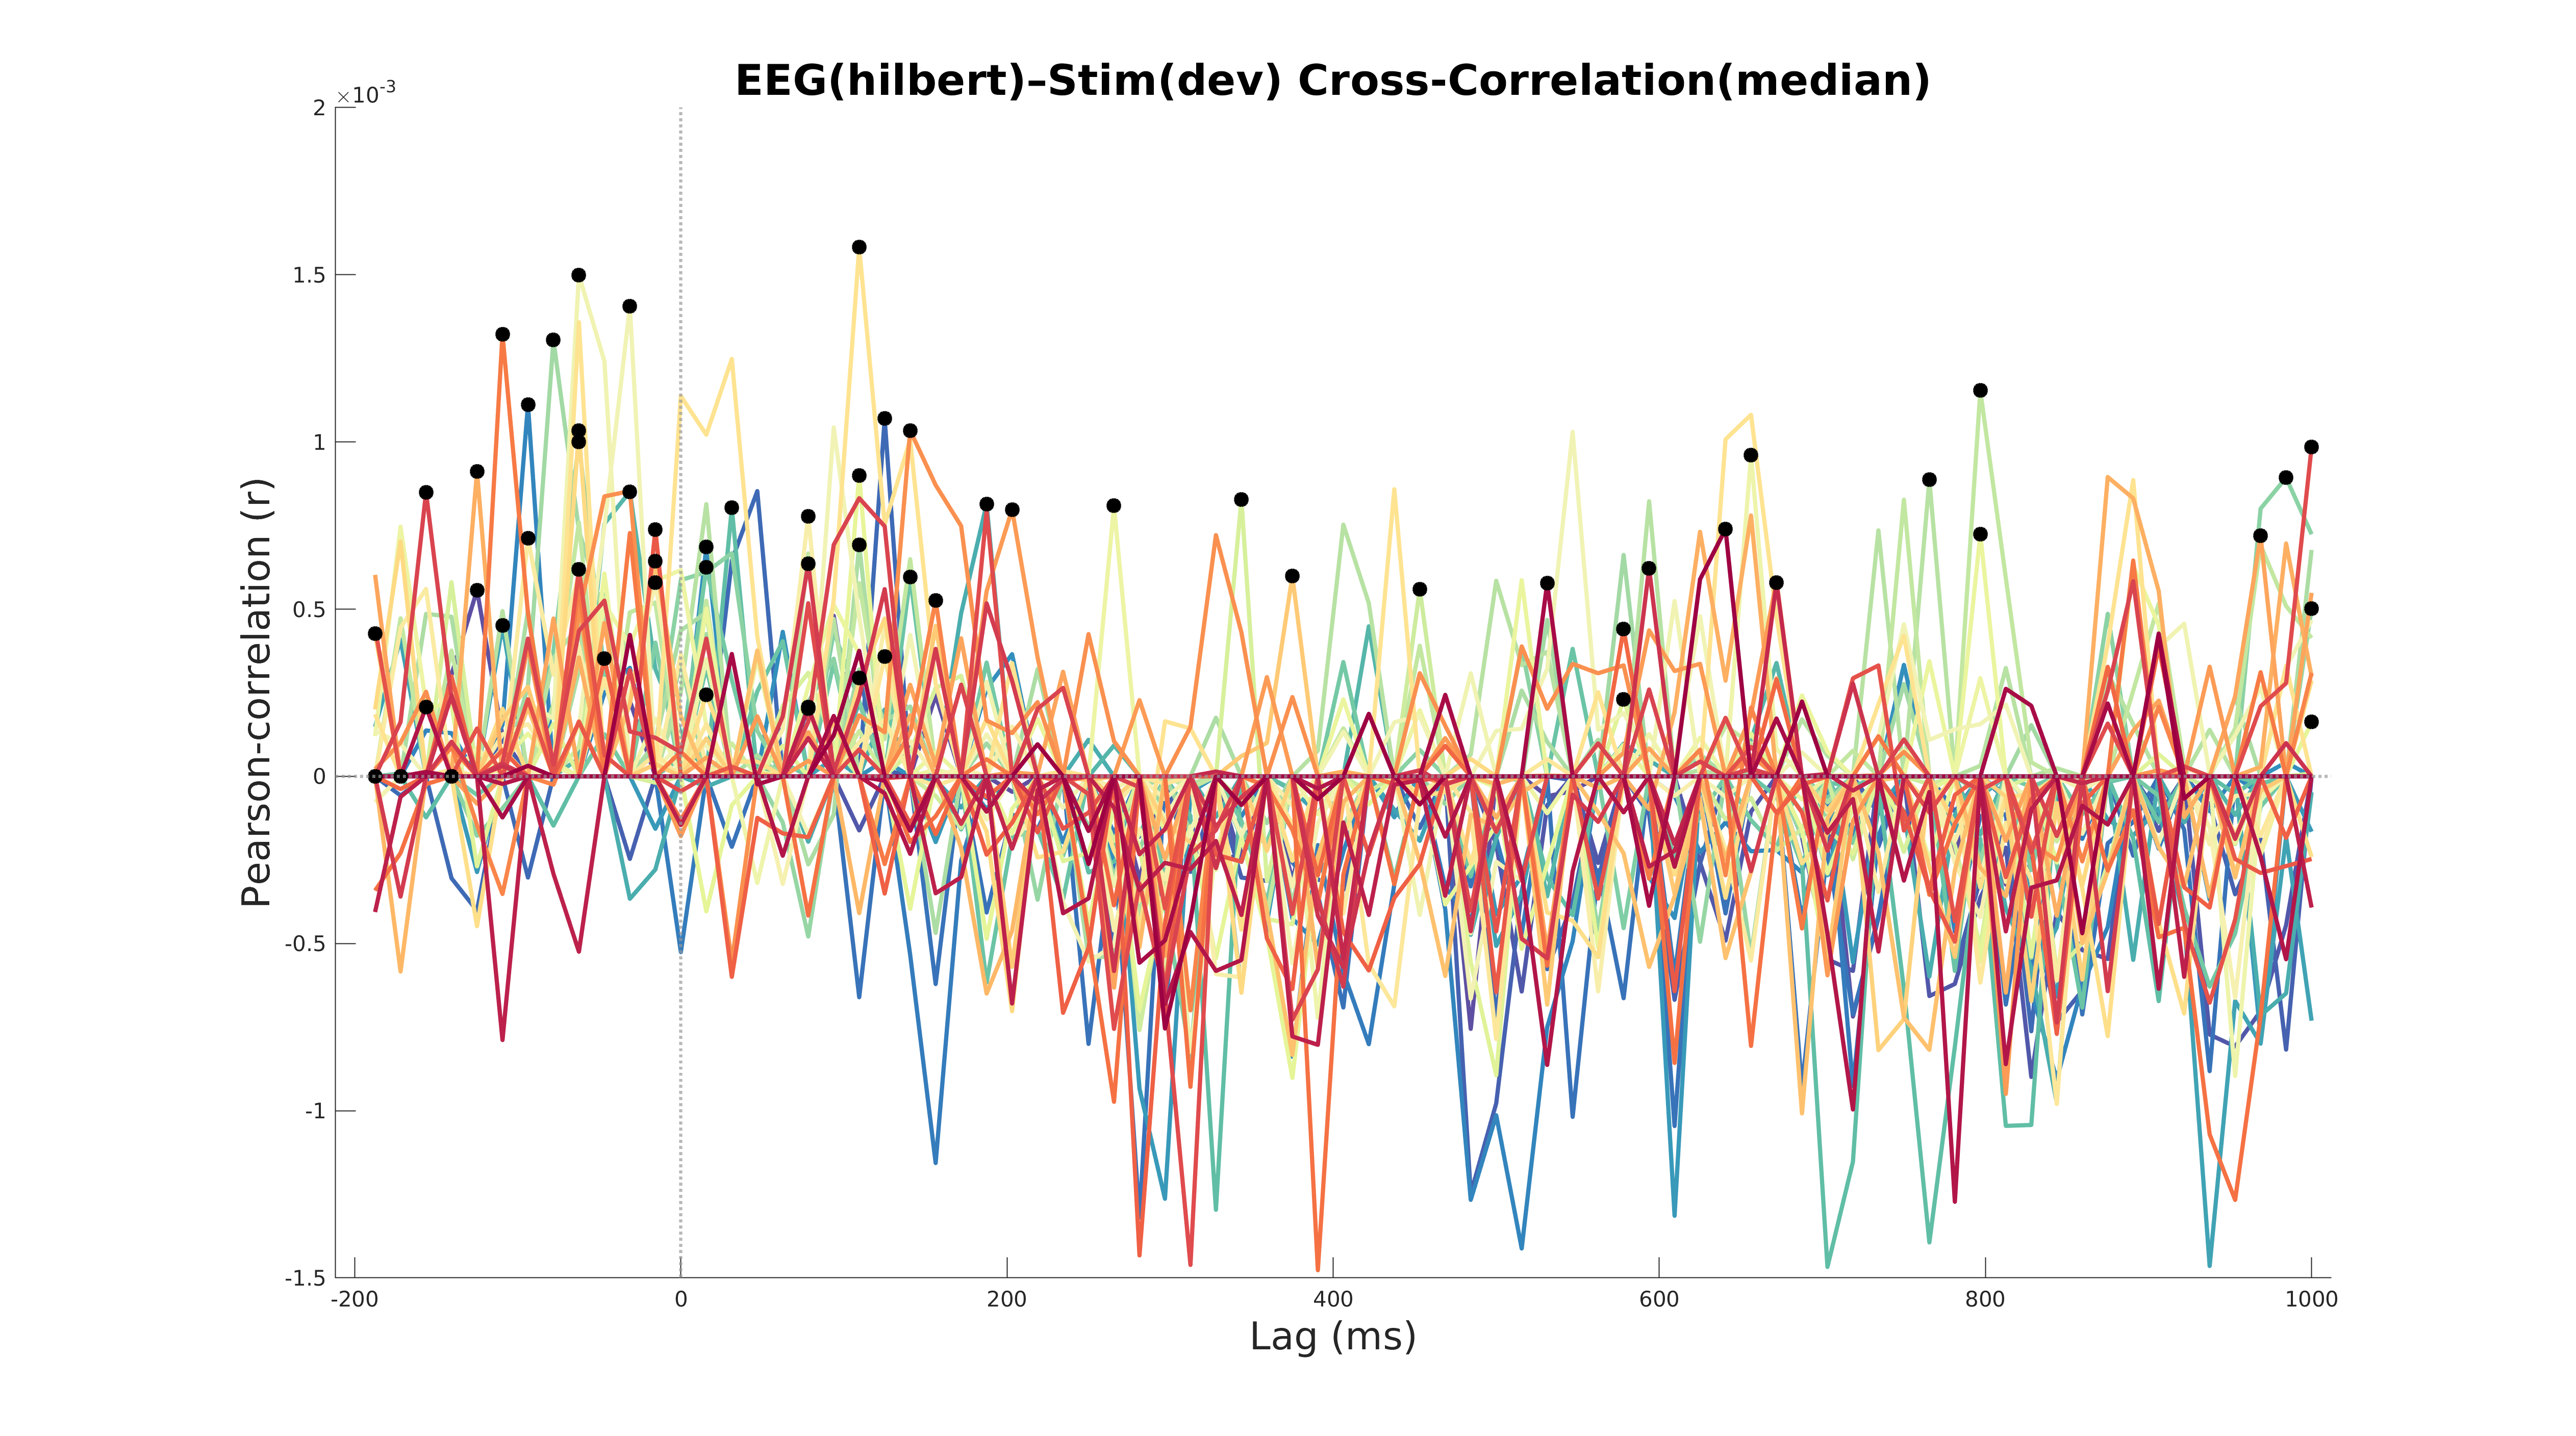 EEG(hilbert)–Stim(dev) Cross-Correlation(median)
×10-3
2
1.5
1
0.5
0
-0.5
-1
-1.5
Pearson-correlation (r)
-200 0 200 400 600 800 1000
Lag (ms)